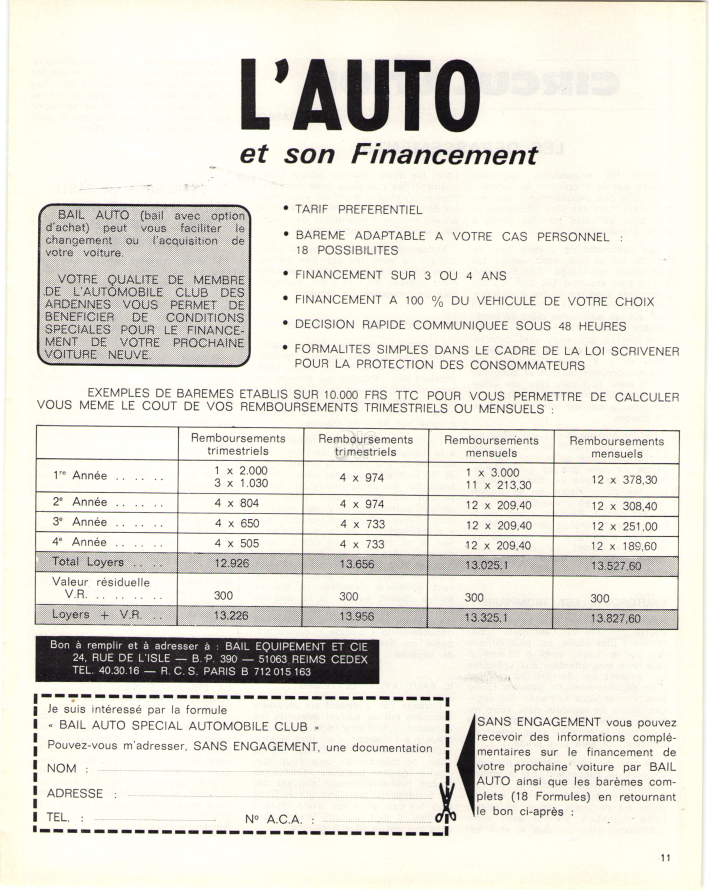 L'AUTO
et son Financement
BAIL AUTO (bail avec option
d'achat) peut vous faciliter le
changement ou l'acquisition de
votre voiture.
VOTRE QUALITE DE MEMBRE
DE L'AUTOMOBILE CLUB DES
ARDENNES VOUS PERMET DE
BENEFICIER DE CONDITIONS
SPECIALES POUR LE FINANCE-
MENT DE VOTRE PROCHAINE
VOITURE NEUVE.
• TARIF PREFERENTIEL
• BAREME ADAPTABLE A VOTRE CAS PERSONNEL :
18 POSSIBILITES
• FINANCEMENT SUR 3 OU 4 ANS
• FINANCEMENT A 100 % DU VEHICULE DE VOTRE CHOIX
• DECISION RAPIDE COMMUNIQUEE SOUS 48 HEURES
• FORMALITES SIMPLES DANS LE CADRE DE LA LOI SCRIVENER
POUR LA PROTECTION DES CONSOMMATEURS
EXEMPLES DE BAREMES ETABLIS SUR 10.000 FRS TTC POUR VOUS PERMETTRE DE CALCULER
VOUS MEME LE COUT DE VOS REMBOURSEMENTS TRIMESTRIELS OU MENSUELS :
Remboursements trimestriels Remboursements trimestriels Remboursements mensuels Remboursements mensuels
1re Année .. .. .. 1 x 2.000 3 x 1.030 4 x 974 1 x 3.000 11 x 213,30 12 x 378,30
2e Année .. .. .. 4 x 804 4 x 974 12 x 209,40 12 x 308,40
3e Année .. .. .. 4 x 650 4 x 733 12 x 209,40 12 x 251,00
4e Année .. .. .. 4 x 505 4 x 733 12 x 209,40 12 x 189,60
Total Loyers .. .. 12.926 13.656 13.025,1 13.527,60
Valeur résiduelle
V.R. .. .. .. .. 300 300 300 300
Loyers + V.R. .. 13.226 13.956 13.325,1 13.827,60
Bon à remplir et à adresser à : BAIL EQUIPEMENT ET CIE
24, RUE DE L'ISLE — B.P. 390 — 51063 REIMS CEDEX
TEL. 40.30.16 — R.C.S. PARIS B 712 015 163
Je suis intéressé par la formule
« BAIL AUTO SPECIAL AUTOMOBILE CLUB »
Pouvez-vous m'adresser, SANS ENGAGEMENT, une documentation
NOM :
ADRESSE :
TEL. : N° A.C.A. :
SANS ENGAGEMENT vous pouvez
recevoir des informations complé-
mentaires sur le financement de
votre prochaine voiture par BAIL
AUTO ainsi que les barèmes com-
plets (18 Formules) en retournant
le bon ci-après :
11